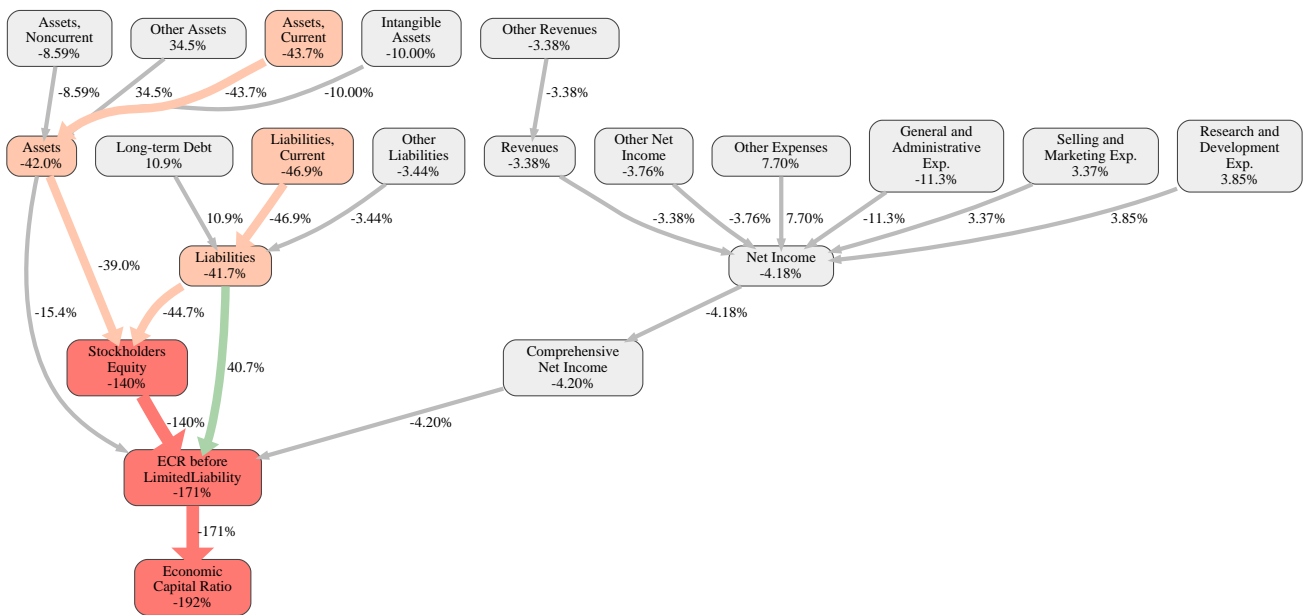 Assets,
Noncurrent
-8.59%
Other Assets
34.5%
Assets,
Current
-43.7%
Intangible
Assets
-10.00%
Other Revenues
-3.38%
-8.59%
34.5%
-43.7%
-10.00%
-3.38%
Assets
-42.0%
Long-term Debt
10.9%
Liabilities,
Current
-46.9%
Other
Liabilities
-3.44%
Revenues
-3.38%
Other Net
Income
-3.76%
Other Expenses
7.70%
General and
Administrative
Exp.
-11.3%
Selling and
Marketing Exp.
3.37%
Research and
Development
Exp.
3.85%
10.9%
-46.9%
-3.44%
-3.38%
-3.76%
7.70%
-11.3%
3.37%
3.85%
Liabilities
-41.7%
Net Income
-4.18%
-39.0%
-15.4%
-44.7%
-4.18%
Stockholders
Equity
-140%
40.7%
Comprehensive
Net Income
-4.20%
-140%
-4.20%
ECR before
LimitedLiability
-171%
-171%
Economic
Capital Ratio
-192%